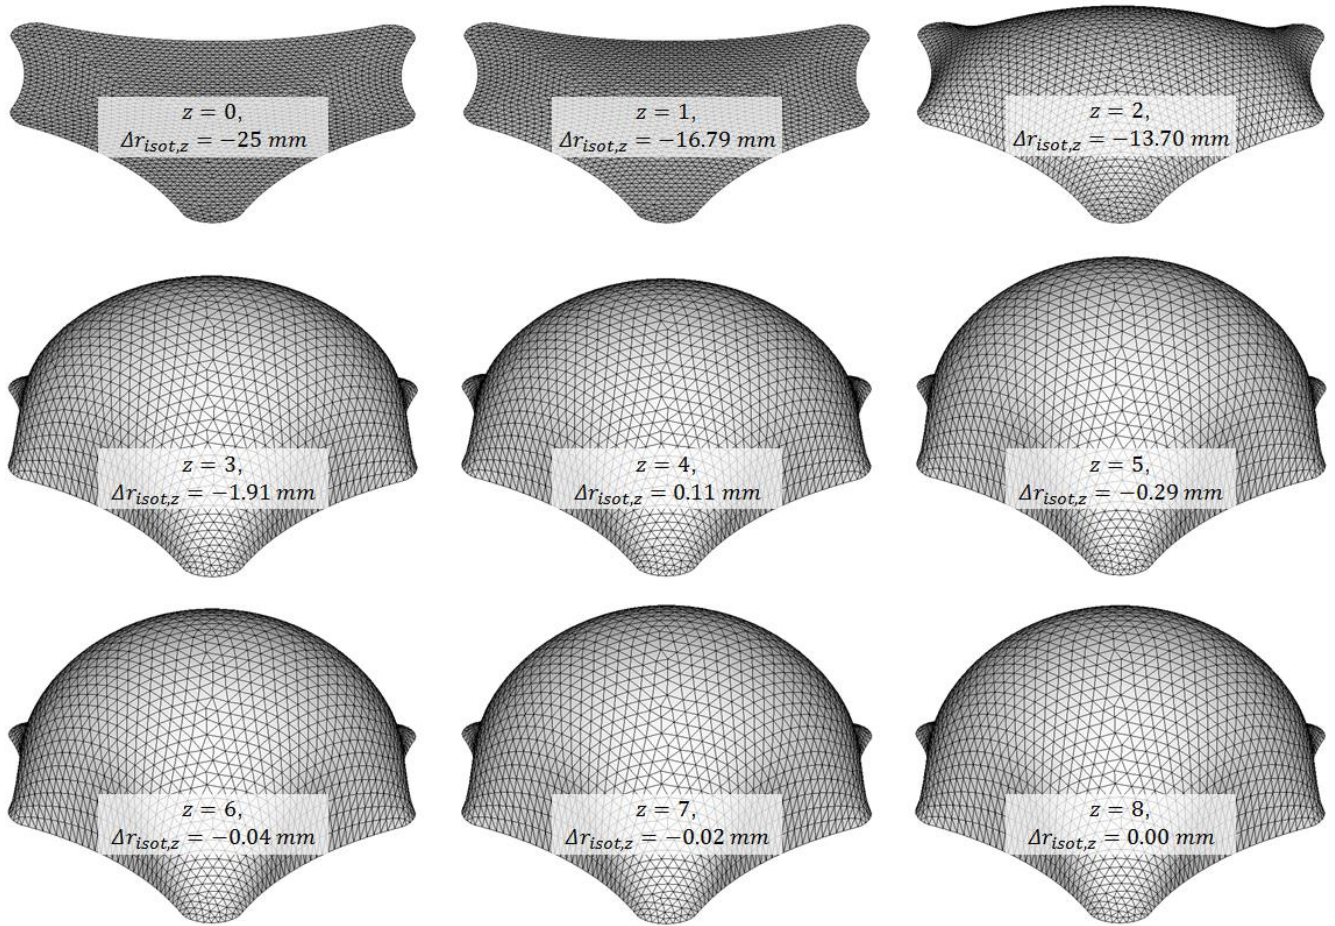 z = 0,
Δr_{isot,z} = −25 mm
z = 1,
Δr_{isot,z} = −16.79 mm
z = 2,
Δr_{isot,z} = −13.70 mm
z = 3,
Δr_{isot,z} = −1.91 mm
z = 4,
Δr_{isot,z} = 0.11 mm
z = 5,
Δr_{isot,z} = −0.29 mm
z = 6,
Δr_{isot,z} = −0.04 mm
z = 7,
Δr_{isot,z} = −0.02 mm
z = 8,
Δr_{isot,z} = 0.00 mm